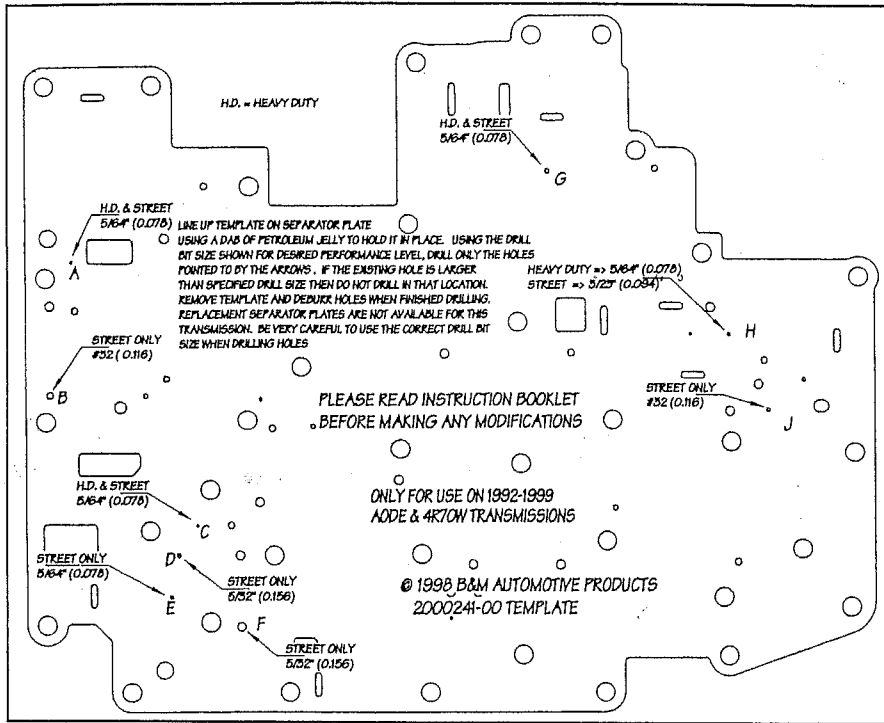 H.D. = HEAVY DUTY
H.D. & STREET
5/64" (0.078)
G
H.D. & STREET
5/64" (0.078)
A
LINE UP TEMPLATE ON SEPARATOR PLATE
USING A DAB OF PETROLEUM JELLY TO HOLD IT IN PLACE. USING THE DRILL
BIT SIZE SHOWN FOR DESIRED PERFORMANCE LEVEL, DRILL ONLY THE HOLES
POINTED TO BY THE ARROWS. IF THE EXISTING HOLE IS LARGER
THAN SPECIFIED DRILL SIZE THEN DO NOT DRILL IN THAT LOCATION.
REMOVE TEMPLATE AND DEBURR HOLES WHEN FINISHED DRILLING.
REPLACEMENT SEPARATOR PLATES ARE NOT AVAILABLE FOR THIS
TRANSMISSION. BE VERY CAREFUL TO USE THE CORRECT DRILL BIT
SIZE WHEN DRILLING HOLES
HEAVY DUTY => 5/64" (0.078)
STREET => (0.094)
H
STREET ONLY
#32 (0.116)
B
STREET ONLY
#32 (0.116)
J
PLEASE READ INSTRUCTION BOOKLET
BEFORE MAKING ANY MODIFICATIONS
H.D. & STREET
5/64" (0.078)
C
ONLY FOR USE ON 1992-1999
AODE & 4R70W TRANSMISSIONS
STREET ONLY
5/64" (0.078)
D
E
STREET ONLY
5/32" (0.156)
F
STREET ONLY
5/32" (0.156)
© 1998 B&M AUTOMOTIVE PRODUCTS
2000241-00 TEMPLATE